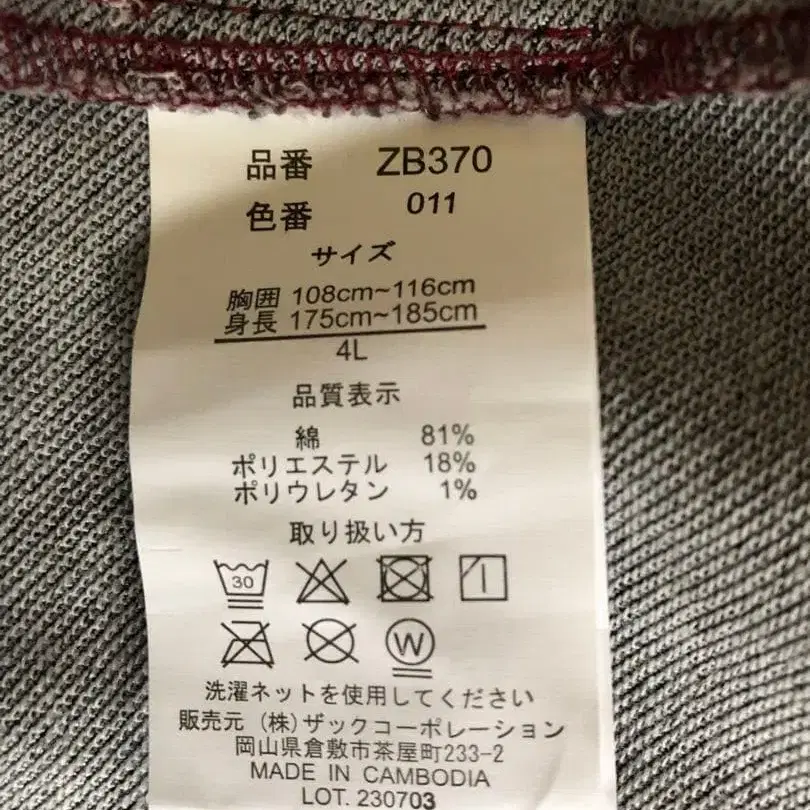 品番 ZB370
色番 011
サイズ
胸囲 108cm~116cm
身長 175cm~185cm
4L
品質表示
綿 81%
ポリエステル 18%
ポリウレタン 1%
取り扱い方
30
W
洗濯ネットを使用してください
販売元 (株)ザックコーポレーション
岡山県倉敷市茶屋町233-2
MADE IN CAMBODIA
LOT. 230703